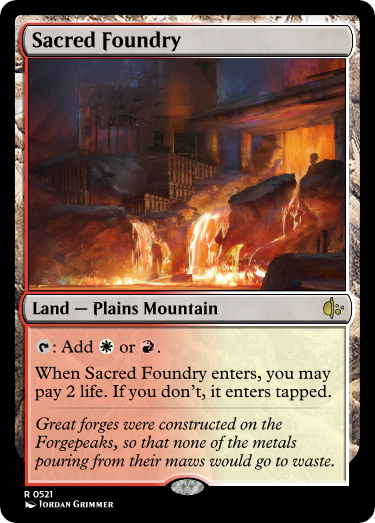 Sacred Foundry
Land — Plains Mountain
: Add or .
When Sacred Foundry enters, you may
pay 2 life. If you don't, it enters tapped.
Great forges were constructed on the
Forgepeaks, so that none of the metals
pouring from their maws would go to waste.
R 0521
Jordan Grimmer